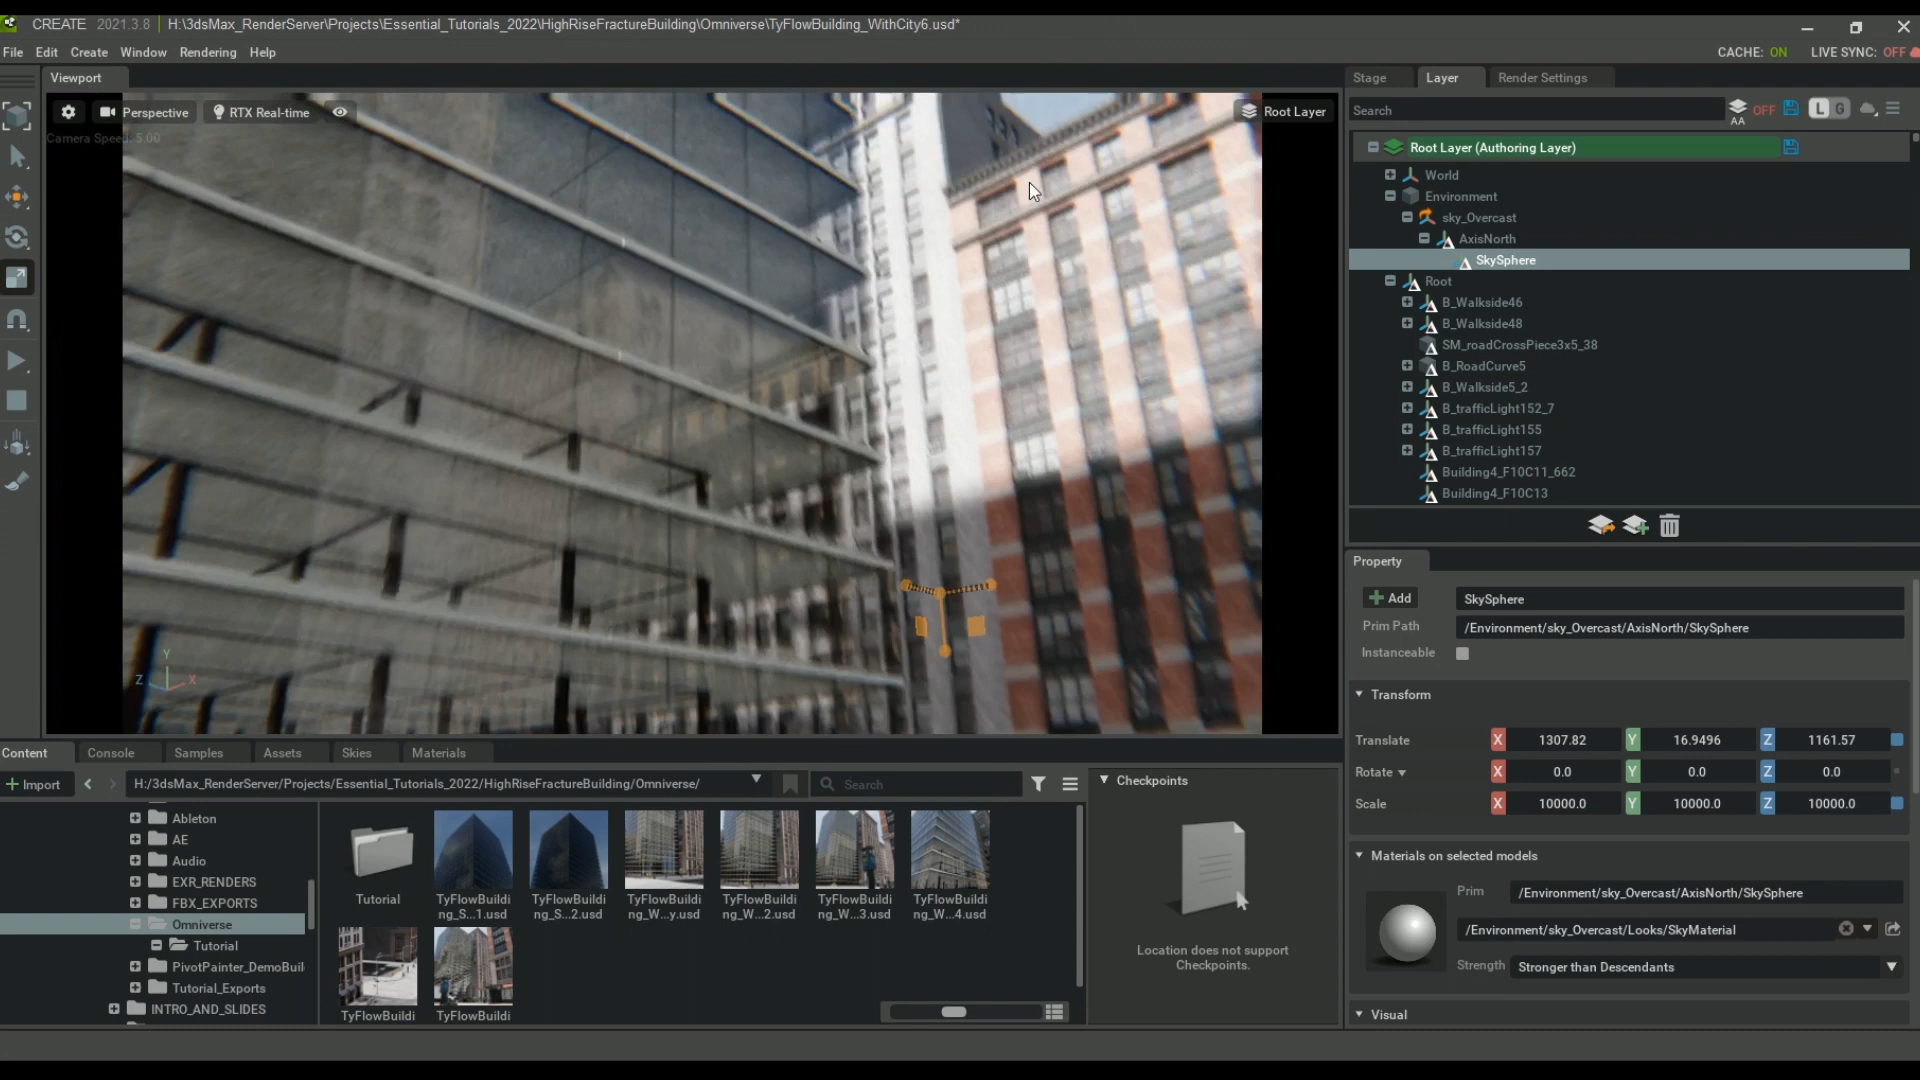 CREATE 2021.3.8 H:\3dsMax_RenderServer\Projects\Essential_Tutorials_2022\HighRiseFractureBuilding\Omniverse\TyFlowBuilding_WithCity6.usd*
File Edit Create Window Rendering Help
CACHE: ON LIVE SYNC: OFF
Viewport
Perspective
RTX Real-time
Root Layer
Camera Speed: 5.00
Y
Z X
Stage Layer Render Settings
Search
AA
OFF
L G
Root Layer (Authoring Layer)
World
Environment
sky_Overcast
AxisNorth
SkySphere
Root
B_Walkside46
B_Walkside48
SM_roadCrossPiece3x5_38
B_RoadCurve5
B_Walkside5_2
B_trafficLight152_7
B_trafficLight155
B_trafficLight157
Building4_F10C11_662
Building4_F10C13
Property
Add SkySphere
Prim Path /Environment/sky_Overcast/AxisNorth/SkySphere
Instanceable
Transform
Translate X 1307.82 Y 16.9496 Z 1161.57
Rotate X 0.0 Y 0.0 Z 0.0
Scale X 10000.0 Y 10000.0 Z 10000.0
Materials on selected models
Prim /Environment/sky_Overcast/AxisNorth/SkySphere
/Environment/sky_Overcast/Looks/SkyMaterial
Strength Stronger than Descendants
Visual
Content Console Samples Assets Skies Materials
Import H:/3dsMax_RenderServer/Projects/Essential_Tutorials_2022/HighRiseFractureBuilding/Omniverse/ Search
Ableton
AE
Audio
EXR_RENDERS
FBX_EXPORTS
Omniverse
Tutorial
PivotPainter_DemoBuil
Tutorial_Exports
INTRO_AND_SLIDES
Tutorial
TyFlowBuildi
ng_S...1.usd
TyFlowBuildi
ng_S...2.usd
TyFlowBuildi
ng_W...y.usd
TyFlowBuildi
ng_W...2.usd
TyFlowBuildi
ng_W...3.usd
TyFlowBuildi
ng_W...4.usd
TyFlowBuildi
TyFlowBuildi
Checkpoints
Location does not support
Checkpoints.